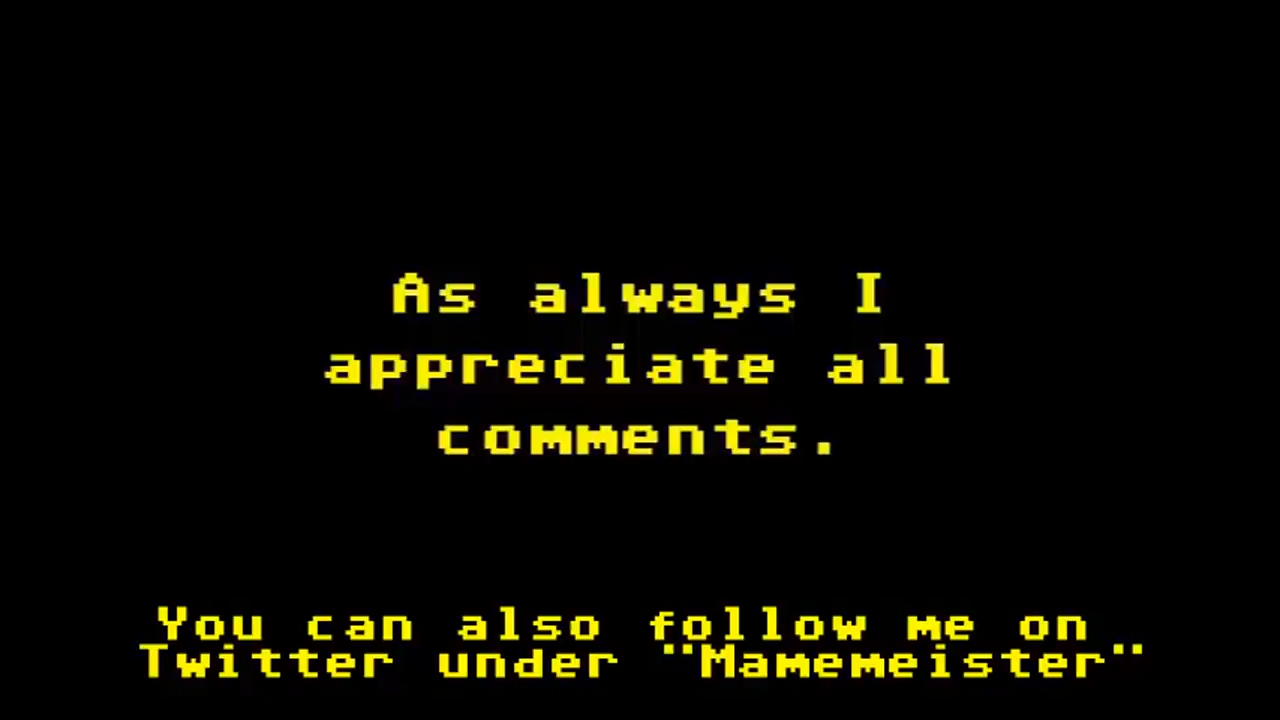 As always I
appreciate all
comments.
You can also follow me on
Twitter under "Mamemeister"